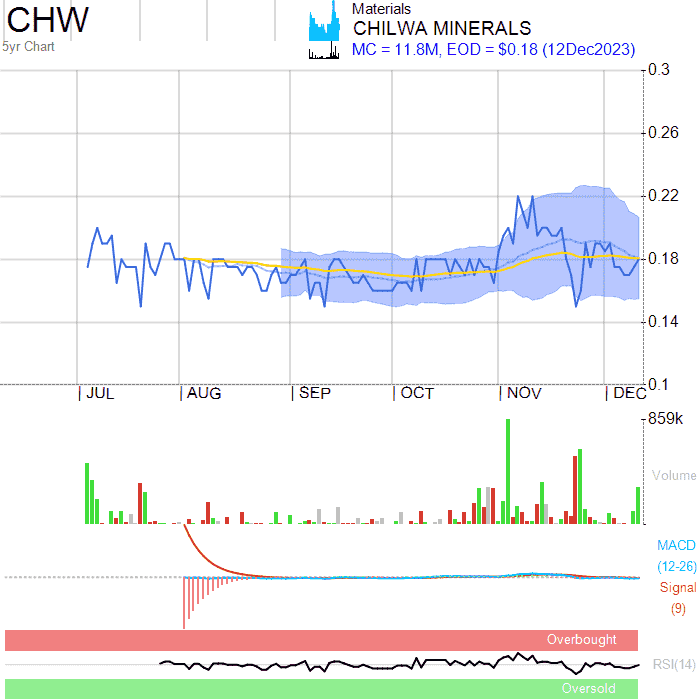 CHW
5yr Chart
Materials
CHILWA MINERALS
MC = 11.8M, EOD = $0.18 (12Dec2023)
0.3
0.26
0.22
0.18
0.14
0.1
JUL AUG SEP OCT NOV DEC
859k
Volume
MACD
(12-26)
Signal
(9)
Overbought
RSI(14)
Oversold